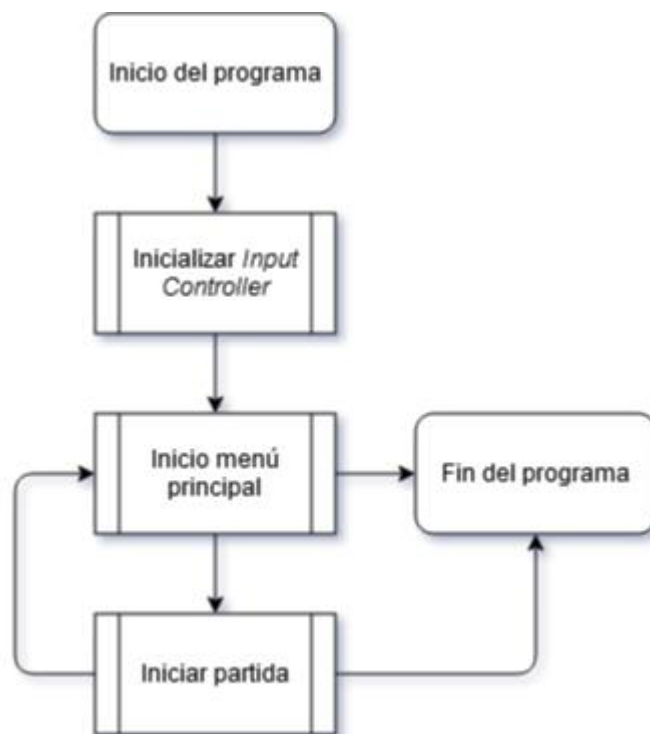 Inicio del programa
Inicializar Input
Controller
Inicio menú
principal
Fin del programa
Iniciar partida